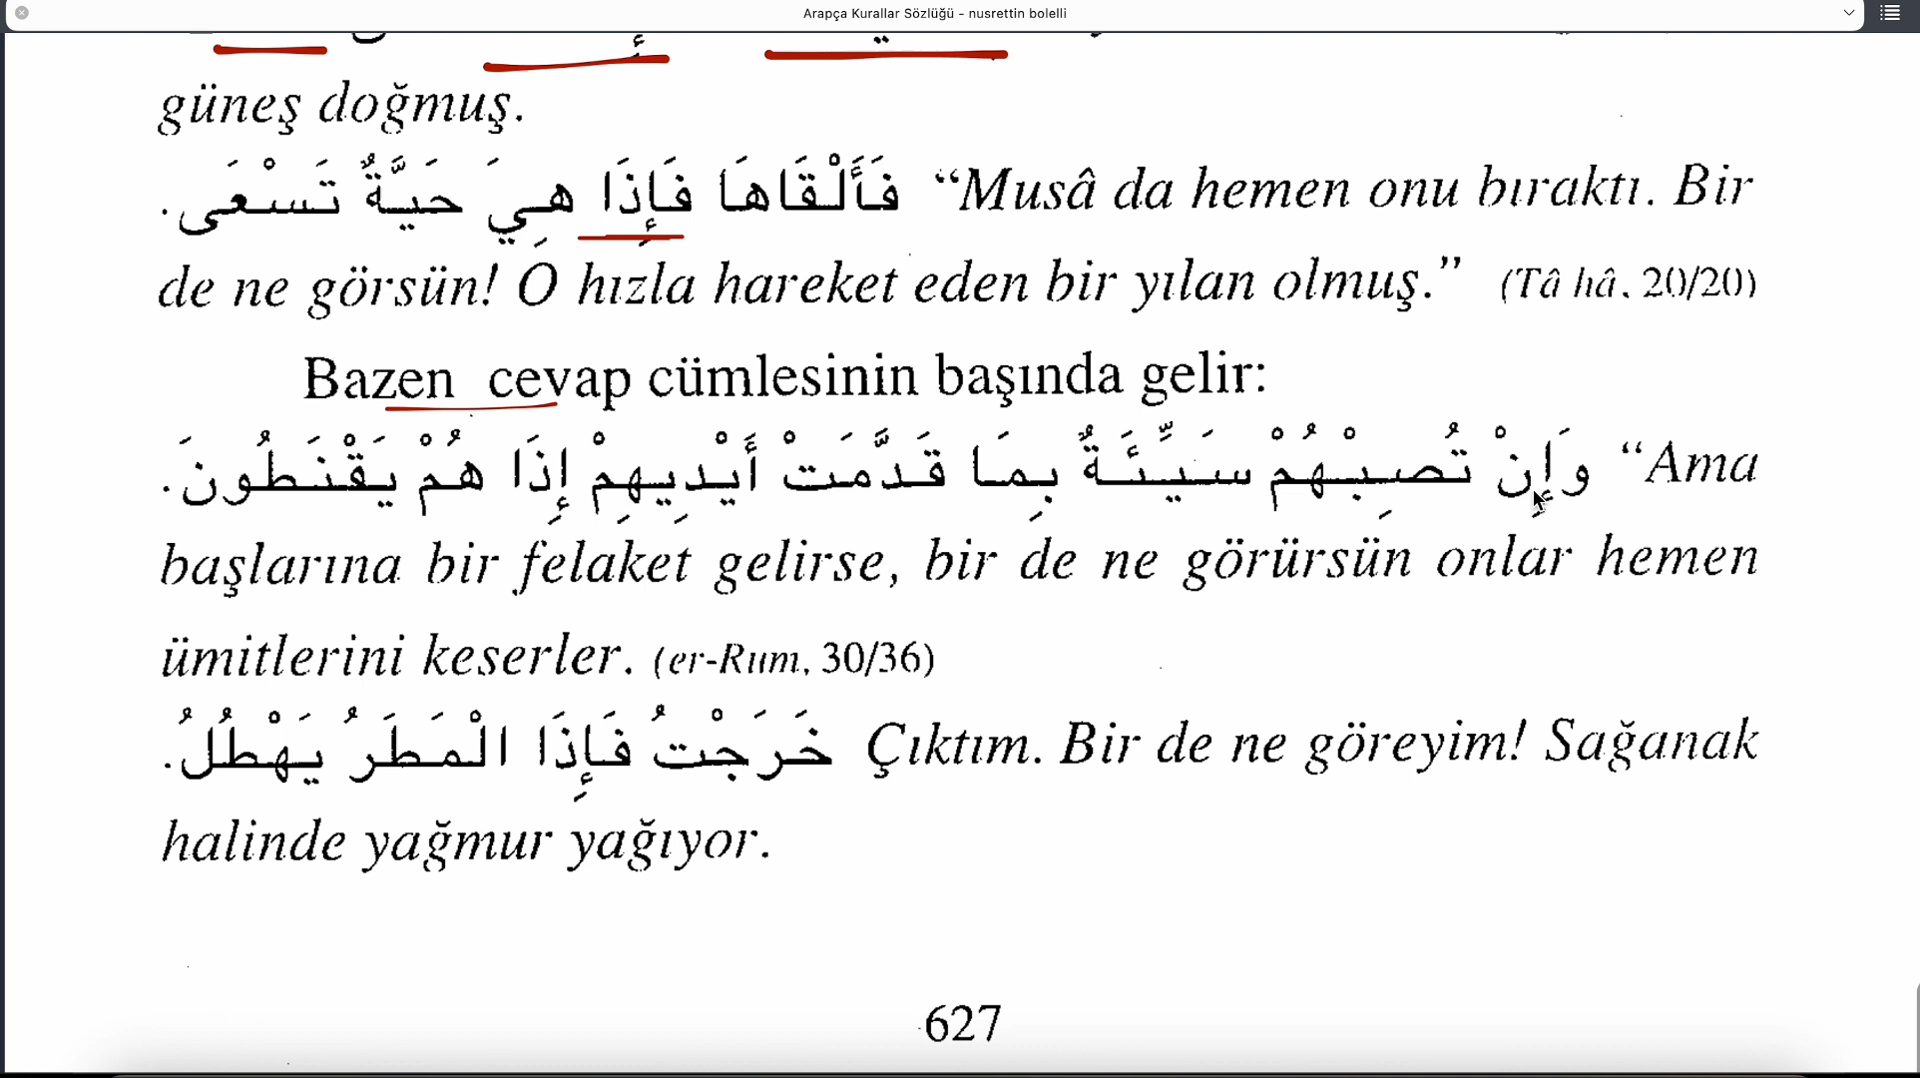 Arapça Kurallar Sözlüğü - nusrettin bolelli
güneş doğmuş.
فَأَلْقَاهَا فَإِذَا هِيَ حَيَّةٌ تَسْعَى. “Musâ da hemen onu bıraktı. Bir
de ne görsün! O hızla hareket eden bir yılan olmuş.” (Tâ hâ, 20/20)
Bazen cevap cümlesinin başında gelir:
وَإِنْ تُصِبْهُمْ سَيِّئَةٌ بِمَا قَدَّمَتْ أَيْدِيهِمْ إِذَا هُمْ يَقْنَطُونَ. “Ama
başlarına bir felaket gelirse, bir de ne görürsün onlar hemen
ümitlerini keserler. (er-Rum, 30/36)
خَرَجْتُ فَإِذَا الْمَطَرُ يَهْطُلُ. Çıktım. Bir de ne göreyim! Sağanak
halinde yağmur yağıyor.
627